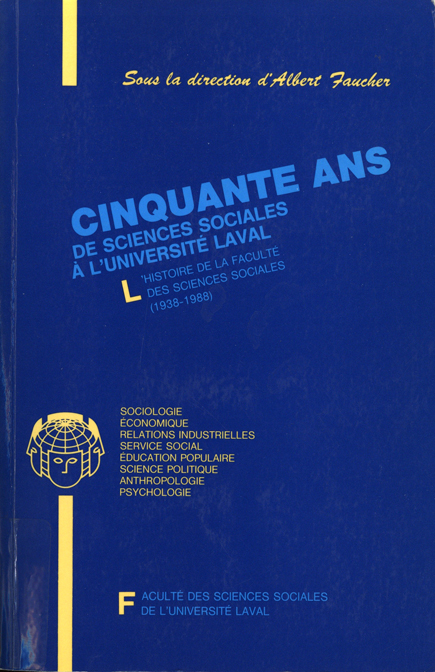 Sous la direction d'Albert Faucher
CINQUANTE ANS
DE SCIENCES SOCIALES
À L'UNIVERSITÉ LAVAL
L'HISTOIRE DE LA FACULTÉ
DES SCIENCES SOCIALES
(1938-1988)
SOCIOLOGIE
ÉCONOMIQUE
RELATIONS INDUSTRIELLES
SERVICE SOCIAL
ÉDUCATION POPULAIRE
SCIENCE POLITIQUE
ANTHROPOLOGIE
PSYCHOLOGIE
FACULTÉ DES SCIENCES SOCIALES
DE L'UNIVERSITÉ LAVAL